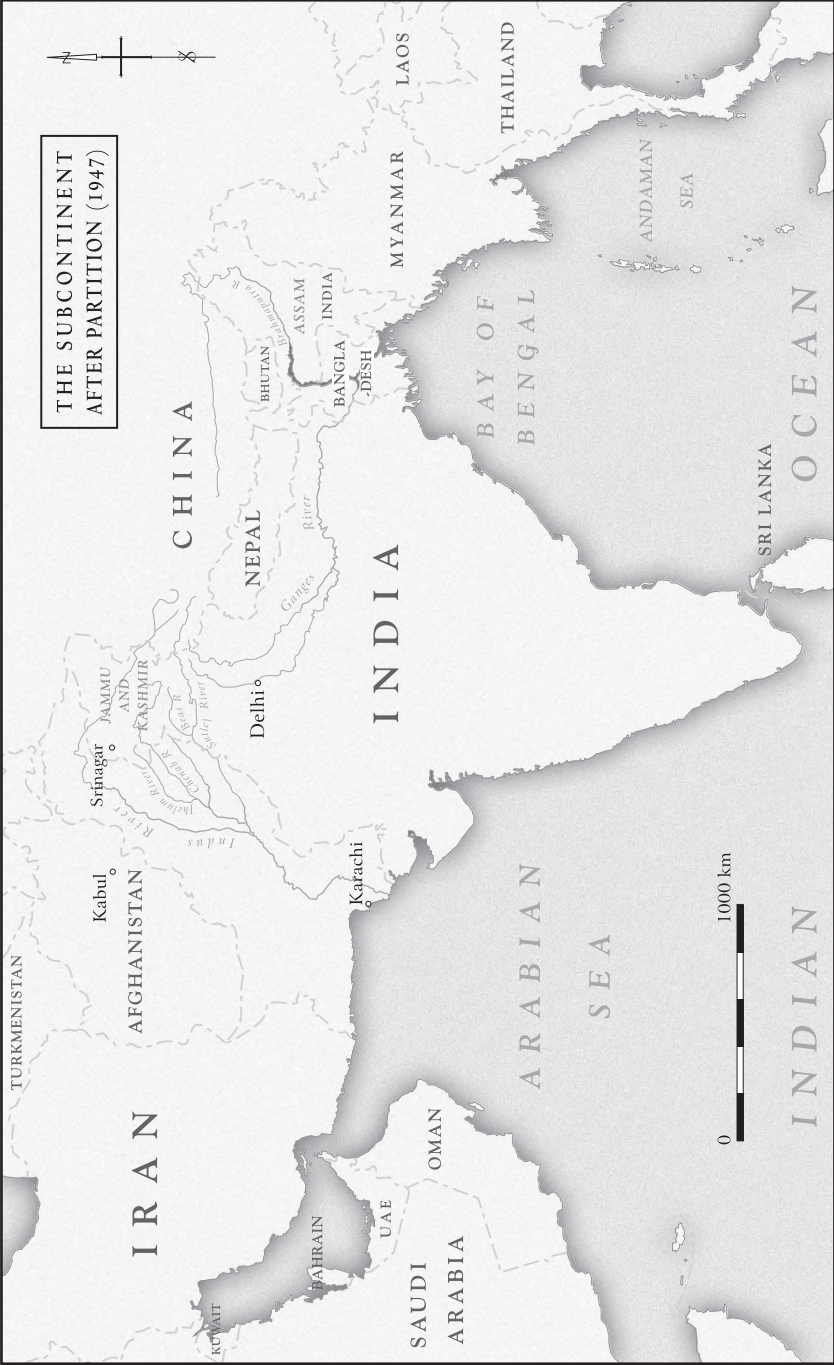 THE SUBCONTINENT
AFTER PARTITION (1947)
N
S
TURKMENISTAN
IRAN
AFGHANISTAN
Kabul
Srinagar
JAMMU
AND
KASHMIR
CHINA
Indus
River
Jhelum River
Chenab R
Beas R
Sutlej River
Delhi
NEPAL
BHUTAN
Brahmaputra R
ASSAM
INDIA
Ganges
River
BANGLA
-DESH
MYANMAR
LAOS
THAILAND
KUWAIT
BAHRAIN
UAE
SAUDI
ARABIA
OMAN
Karachi
INDIA
ARABIAN
SEA
BAY OF
BENGAL
ANDAMAN
SEA
0
1000 km
SRI LANKA
INDIAN
OCEAN